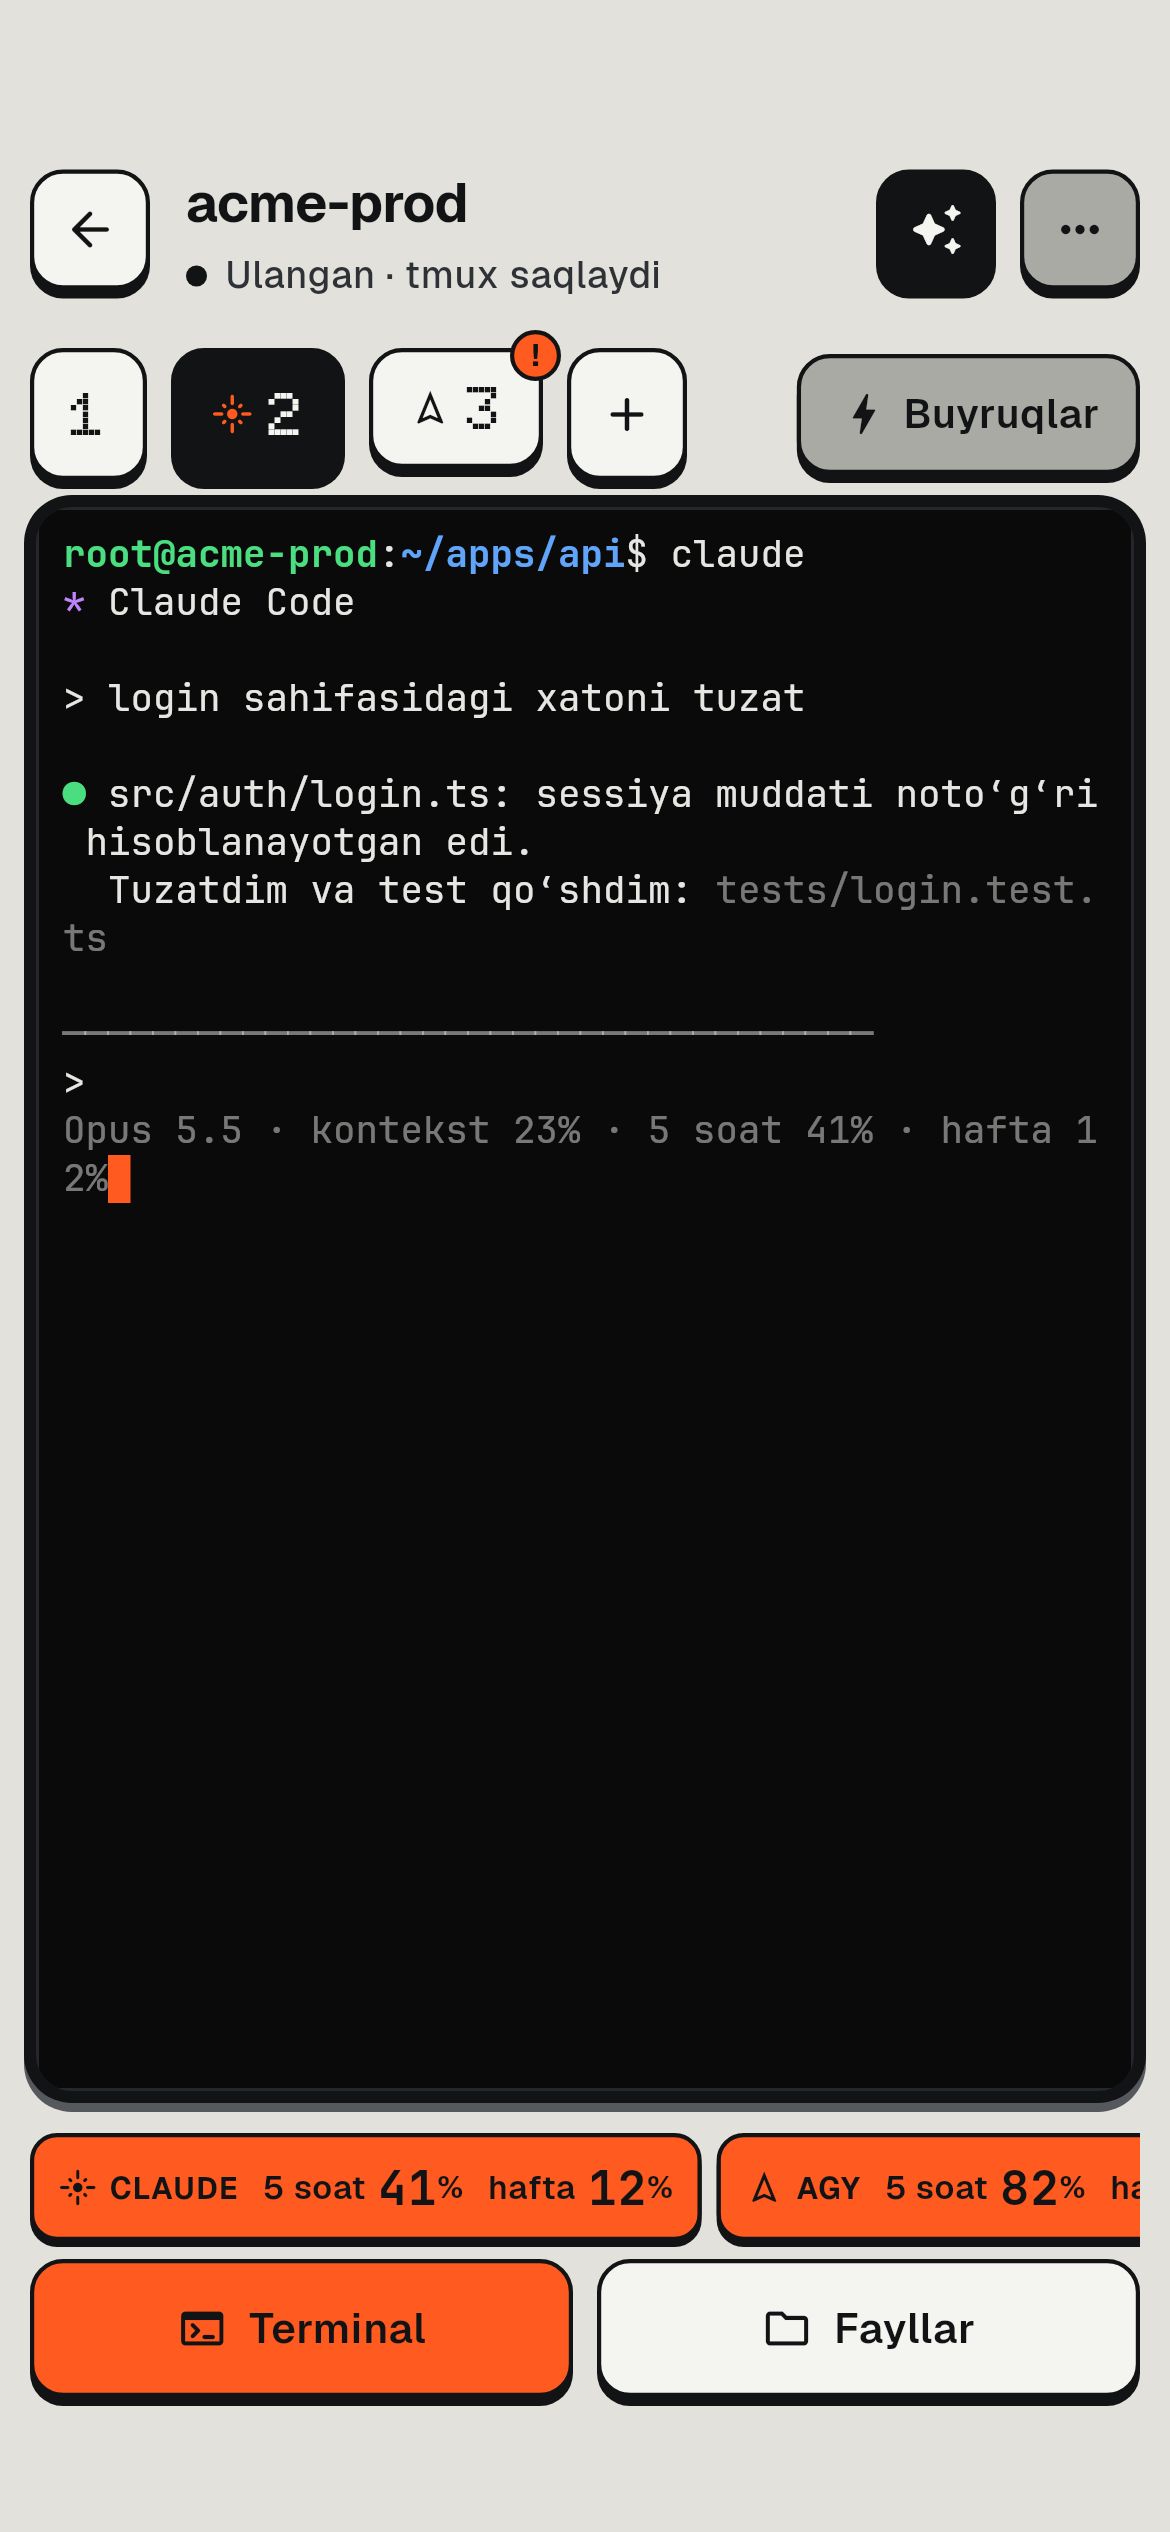 acme-prod
Ulangan · tmux saqlaydi
1
2
3
!
+
Buyruqlar
root@acme-prod:~/apps/api$ claude
* Claude Code
> login sahifasidagi xatoni tuzat
● src/auth/login.ts: sessiya muddati noto‘g‘ri
hisoblanayotgan edi.
Tuzatdim va test qo‘shdim: tests/login.test.
ts
>
Opus 5.5 · kontekst 23% · 5 soat 41% · hafta 1
2%
CLAUDE 5 soat 41% hafta 12%
AGY 5 soat 82% ha
Terminal
Fayllar